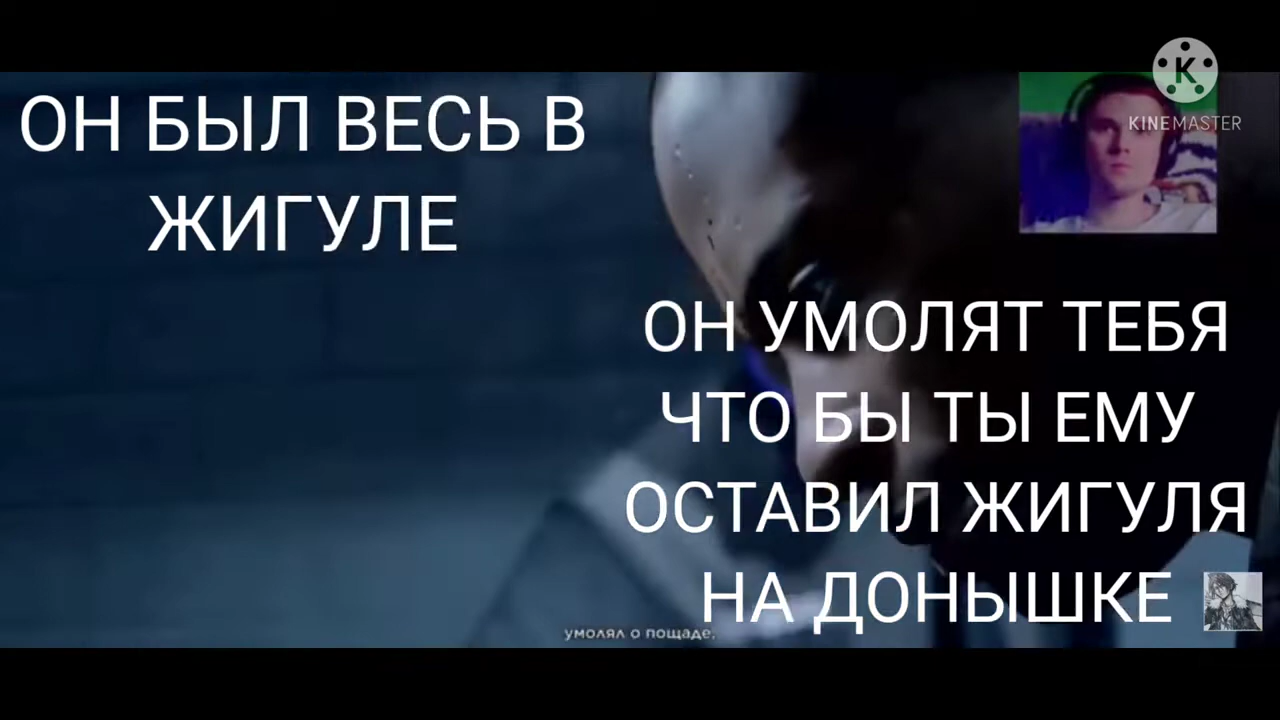 ОН БЫЛ ВЕСЬ В
ЖИГУЛЕ
K
KINEMASTER
ОН УМОЛЯТ ТЕБЯ
ЧТО БЫ ТЫ ЕМУ
ОСТАВИЛ ЖИГУЛЯ
НА ДОНЫШКЕ
умолял о пощаде.